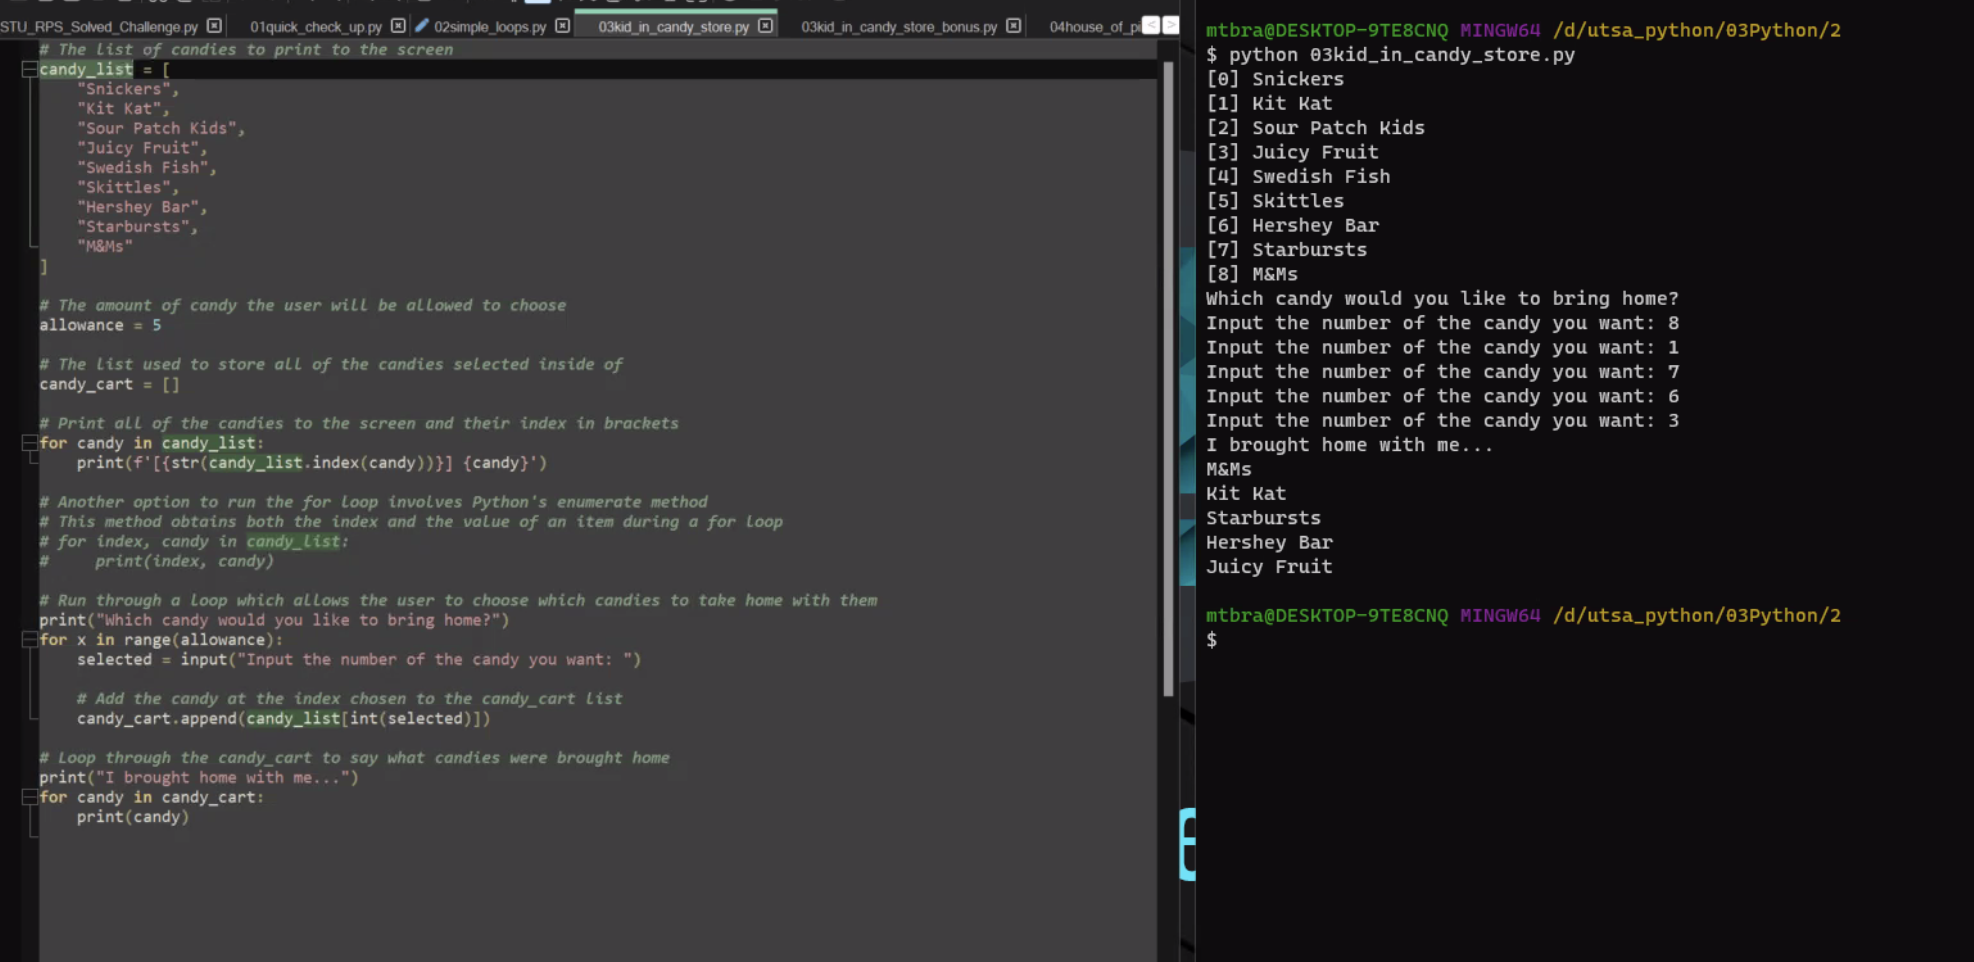 STU_RPS_Solved_Challenge.py 01quick_check_up.py 02simple_loops.py 03kid_in_candy_store.py 03kid_in_candy_store_bonus.py 04house_of_pi
# The list of candies to print to the screen
candy_list = [
"Snickers",
"Kit Kat",
"Sour Patch Kids",
"Juicy Fruit",
"Swedish Fish",
"Skittles",
"Hershey Bar",
"Starbursts",
"M&Ms"
]
# The amount of candy the user will be allowed to choose
allowance = 5
# The list used to store all of the candies selected inside of
candy_cart = []
# Print all of the candies to the screen and their index in brackets
for candy in candy_list:
print(f'[{str(candy_list.index(candy))}] {candy}')
# Another option to run the for loop involves Python's enumerate method
# This method obtains both the index and the value of an item during a for loop
# for index, candy in candy_list:
#     print(index, candy)
# Run through a loop which allows the user to choose which candies to take home with them
print("Which candy would you like to bring home?")
for x in range(allowance):
selected = input("Input the number of the candy you want: ")
# Add the candy at the index chosen to the candy_cart list
candy_cart.append(candy_list[int(selected)])
# Loop through the candy_cart to say what candies were brought home
print("I brought home with me...")
for candy in candy_cart:
print(candy)
mtbra@DESKTOP-9TE8CNQ MINGW64 /d/utsa_python/03Python/2
$ python 03kid_in_candy_store.py
[0] Snickers
[1] Kit Kat
[2] Sour Patch Kids
[3] Juicy Fruit
[4] Swedish Fish
[5] Skittles
[6] Hershey Bar
[7] Starbursts
[8] M&Ms
Which candy would you like to bring home?
Input the number of the candy you want: 8
Input the number of the candy you want: 1
Input the number of the candy you want: 7
Input the number of the candy you want: 6
Input the number of the candy you want: 3
I brought home with me...
M&Ms
Kit Kat
Starbursts
Hershey Bar
Juicy Fruit
mtbra@DESKTOP-9TE8CNQ MINGW64 /d/utsa_python/03Python/2
$